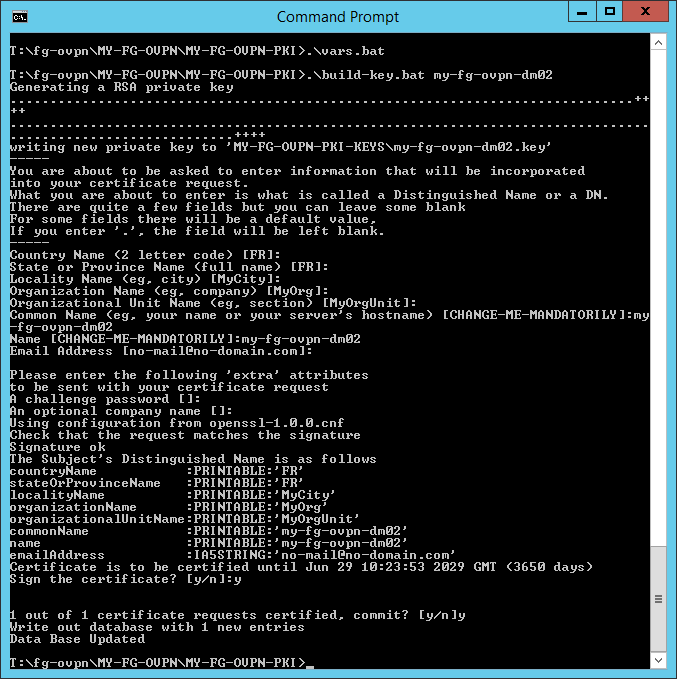 Command Prompt
T:\fg-ovpn\MY-FG-OVPN\MY-FG-OVPN-PKI>.\vars.bat
T:\fg-ovpn\MY-FG-OVPN\MY-FG-OVPN-PKI>.\build-key.bat my-fg-ovpn-dm02
Generating a RSA private key
..............................................................................++
++
................................................................................
............................++++
writing new private key to 'MY-FG-OVPN-PKI-KEYS\my-fg-ovpn-dm02.key'
-----
You are about to be asked to enter information that will be incorporated
into your certificate request.
What you are about to enter is what is called a Distinguished Name or a DN.
There are quite a few fields but you can leave some blank
For some fields there will be a default value,
If you enter '.', the field will be left blank.
-----
Country Name (2 letter code) [FR]:
State or Province Name (full name) [FR]:
Locality Name (eg, city) [MyCity]:
Organization Name (eg, company) [MyOrg]:
Organizational Unit Name (eg, section) [MyOrgUnit]:
Common Name (eg, your name or your server's hostname) [CHANGE-ME-MANDATORILY]:my
-fg-ovpn-dm02
Name [CHANGE-ME-MANDATORILY]:my-fg-ovpn-dm02
Email Address [no-mail@no-domain.com]:
Please enter the following 'extra' attributes
to be sent with your certificate request
A challenge password []:
An optional company name []:
Using configuration from openssl-1.0.0.cnf
Check that the request matches the signature
Signature ok
The Subject's Distinguished Name is as follows
countryName           :PRINTABLE:'FR'
stateOrProvinceName   :PRINTABLE:'FR'
localityName          :PRINTABLE:'MyCity'
organizationName      :PRINTABLE:'MyOrg'
organizationalUnitName:PRINTABLE:'MyOrgUnit'
commonName            :PRINTABLE:'my-fg-ovpn-dm02'
name                  :PRINTABLE:'my-fg-ovpn-dm02'
emailAddress          :IA5STRING:'no-mail@no-domain.com'
Certificate is to be certified until Jun 29 10:23:53 2029 GMT (3650 days)
Sign the certificate? [y/n]:y
1 out of 1 certificate requests certified, commit? [y/n]y
Write out database with 1 new entries
Data Base Updated
T:\fg-ovpn\MY-FG-OVPN\MY-FG-OVPN-PKI>_